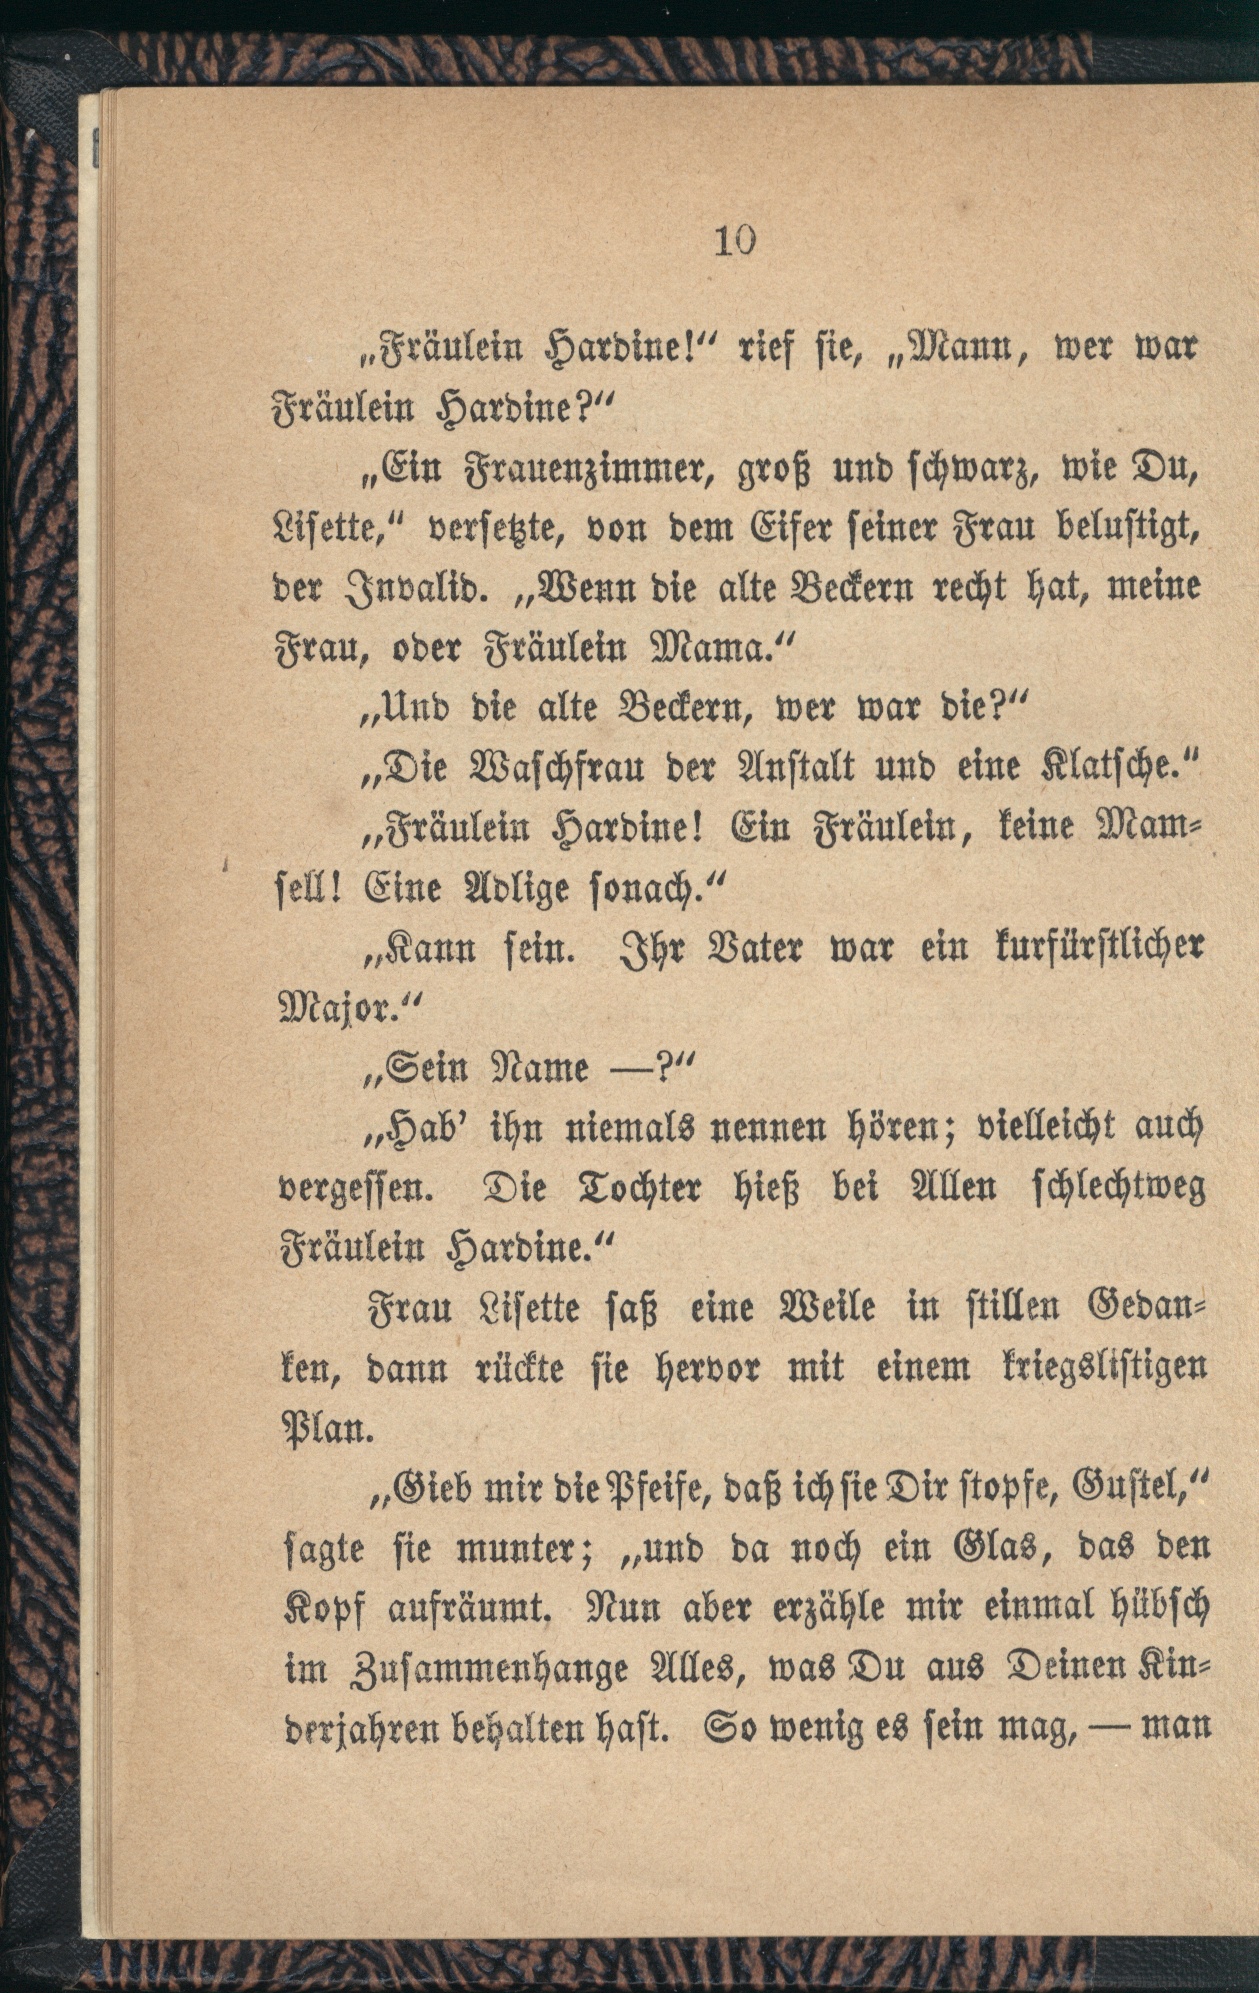 10
„Fräulein Hardine!“ rief sie, „Mann, wer war
Fräulein Hardine?“
„Ein Frauenzimmer, groß und schwarz, wie Du,
Lisette,“ versetzte, von dem Eifer seiner Frau belustigt,
der Invalid. „Wenn die alte Beckern recht hat, meine
Frau, oder Fräulein Mama.“
„Und die alte Beckern, wer war die?“
„Die Waschfrau der Anstalt und eine Klatsche.“
„Fräulein Hardine! Ein Fräulein, keine Mam-
sell! Eine Adlige sonach.“
„Kann sein. Ihr Vater war ein kurfürstlicher
Major.“
„Sein Name —?“
„Hab’ ihn niemals nennen hören; vielleicht auch
vergessen. Die Tochter hieß bei Allen schlechtweg
Fräulein Hardine.“
Frau Lisette saß eine Weile in stillen Gedan-
ken, dann rückte sie hervor mit einem kriegslistigen
Plan.
„Gieb mir die Pfeife, daß ich sie Dir stopfe, Gustel,“
sagte sie munter; „und da noch ein Glas, das den
Kopf aufräumt. Nun aber erzähle mir einmal hübsch
im Zusammenhange Alles, was Du aus Deinen Kin-
derjahren behalten hast. So wenig es sein mag, — man